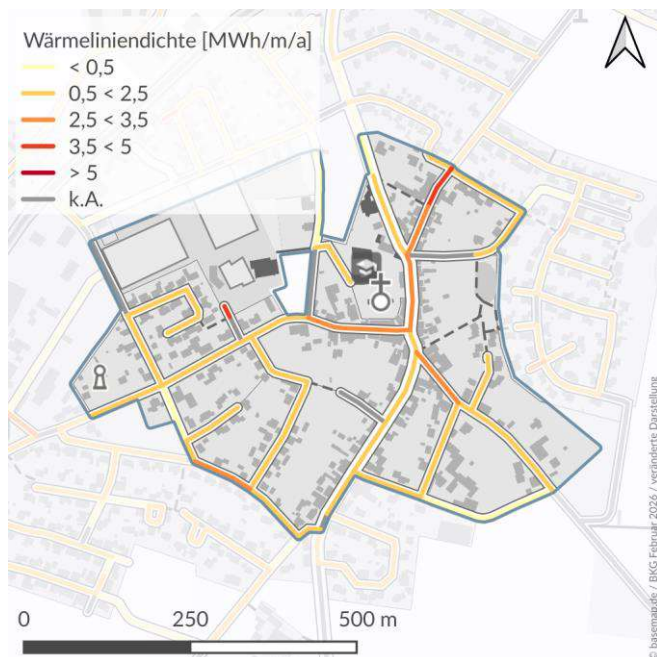 Wärmeliniendichte [MWh/m/a]
< 0,5
0,5 < 2,5
2,5 < 3,5
3,5 < 5
> 5
k.A.
0 250 500 m
© basemap.de / BKG Februar 2026 / veränderte Darstellung